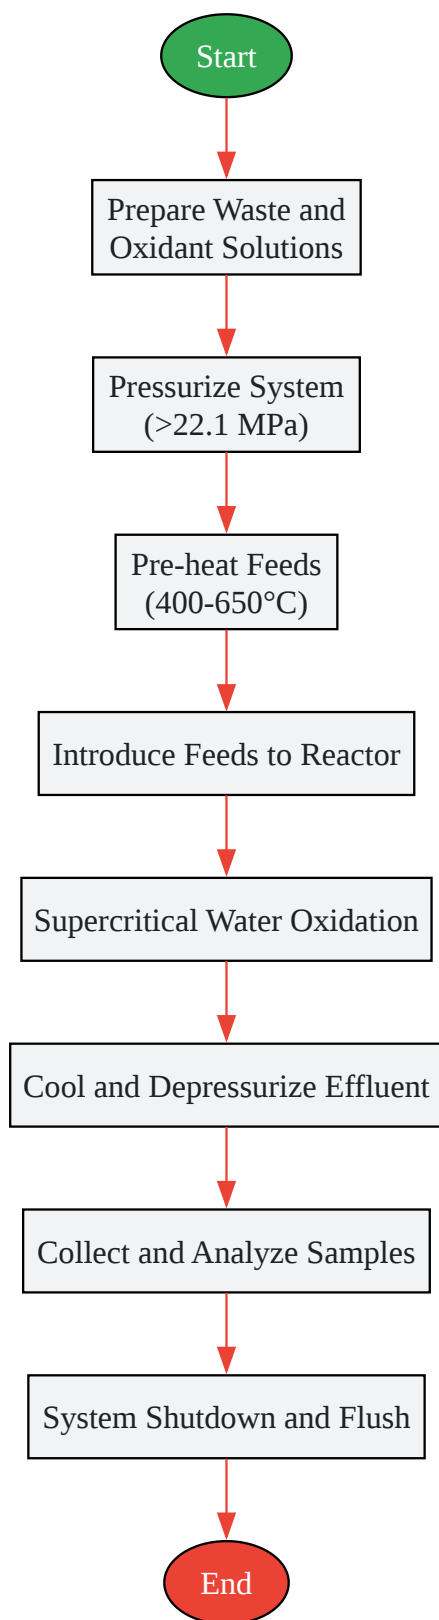 Start
Prepare Waste and
Oxidant Solutions
Pressurize System
(>22.1 MPa)
Pre-heat Feeds
(400-650°C)
Introduce Feeds to Reactor
Supercritical Water Oxidation
Cool and Depressurize Effluent
Collect and Analyze Samples
System Shutdown and Flush
End